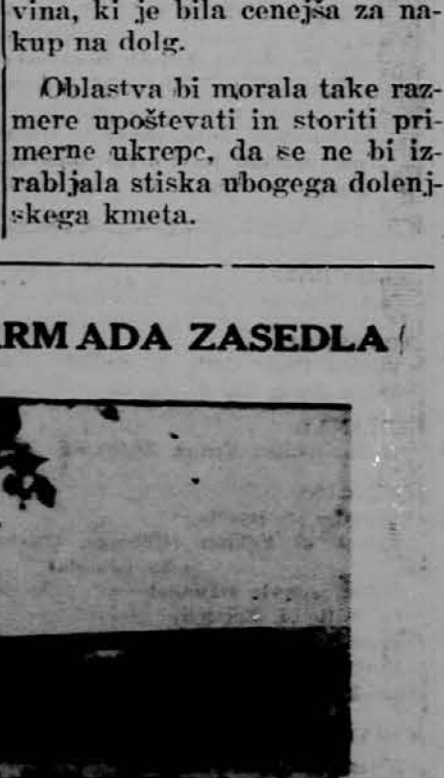 vina, ki je bila cenejša za na-
kup na dolg.
Oblastva bi morala take raz-
mere upoštevati in storiti pri-
merne ukrepe, da se ne bi iz-
rabljala stiska ubogega dolenj-
skega kmeta.
RMADA ZASEDLA